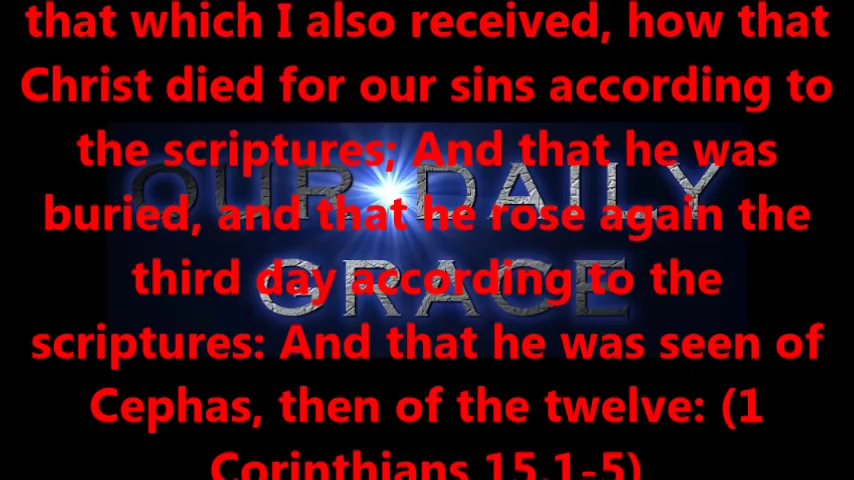 that which I also received, how that
Christ died for our sins according to
the scriptures; And that he was
OUR DAILY
buried, and that he rose again the
third day according to the
GRACE
scriptures: And that he was seen of
Cephas, then of the twelve: (1
Corinthians 15.1-5)